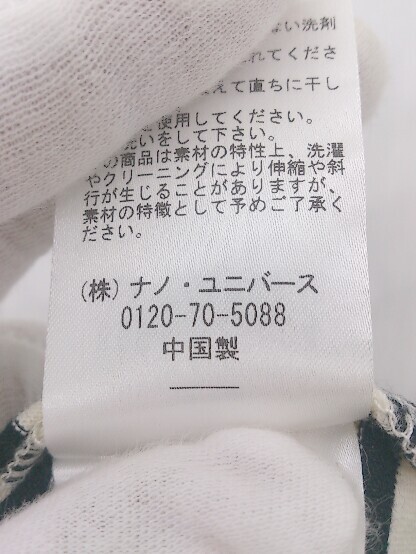 ない洗剤
れてくださ
えて直ちに干し
使用してください。
洗いをして下さい。
の商品は素材の特性上、洗濯
やクリーニングにより伸縮や斜
行が生じることがありますが、
素材の特徴として予めご了承く
ださい。
(株)ナノ・ユニバース
0120-70-5088
中国製